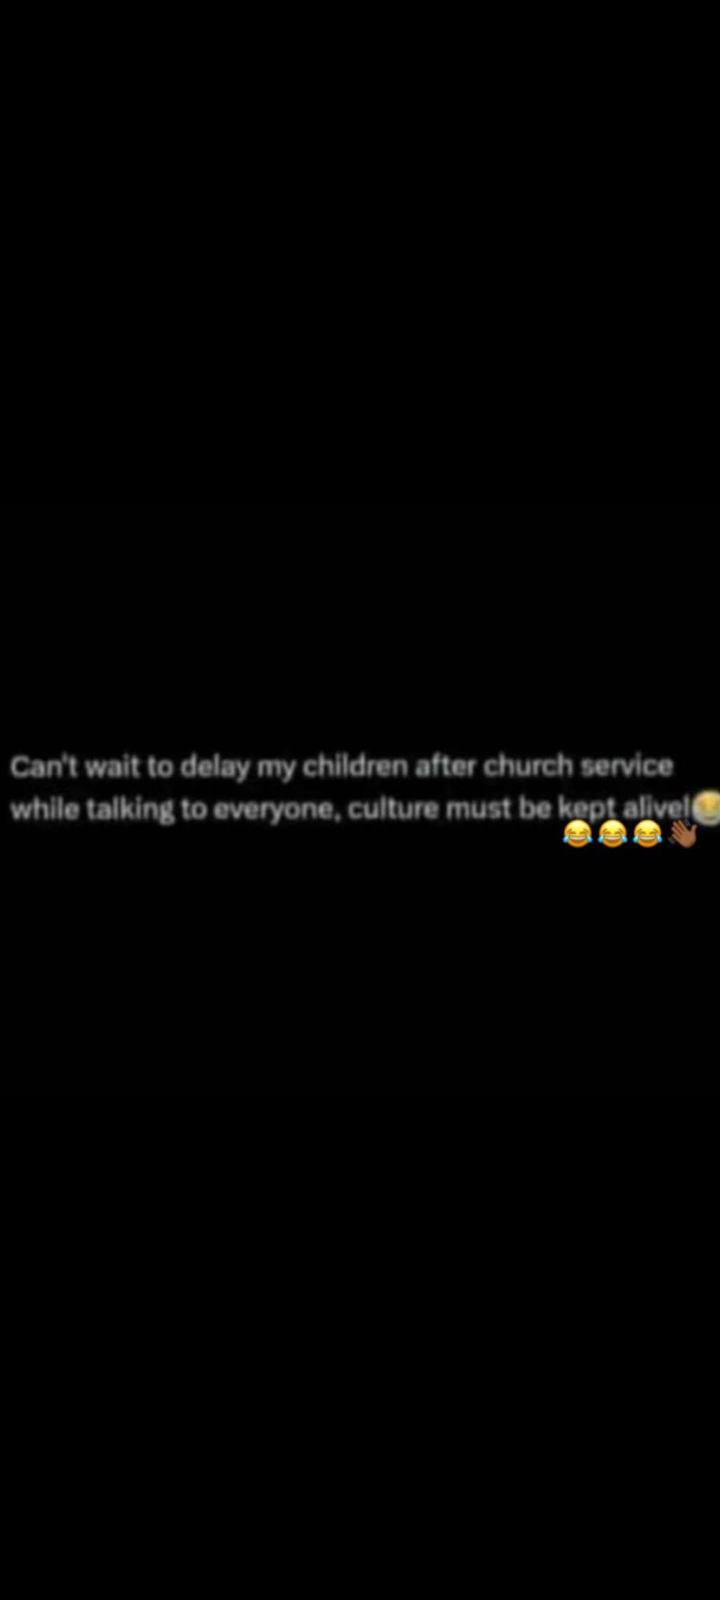 Can't wait to delay my children after church service
while talking to everyone, culture must be kept alive!😂
😂😂😂👋🏾